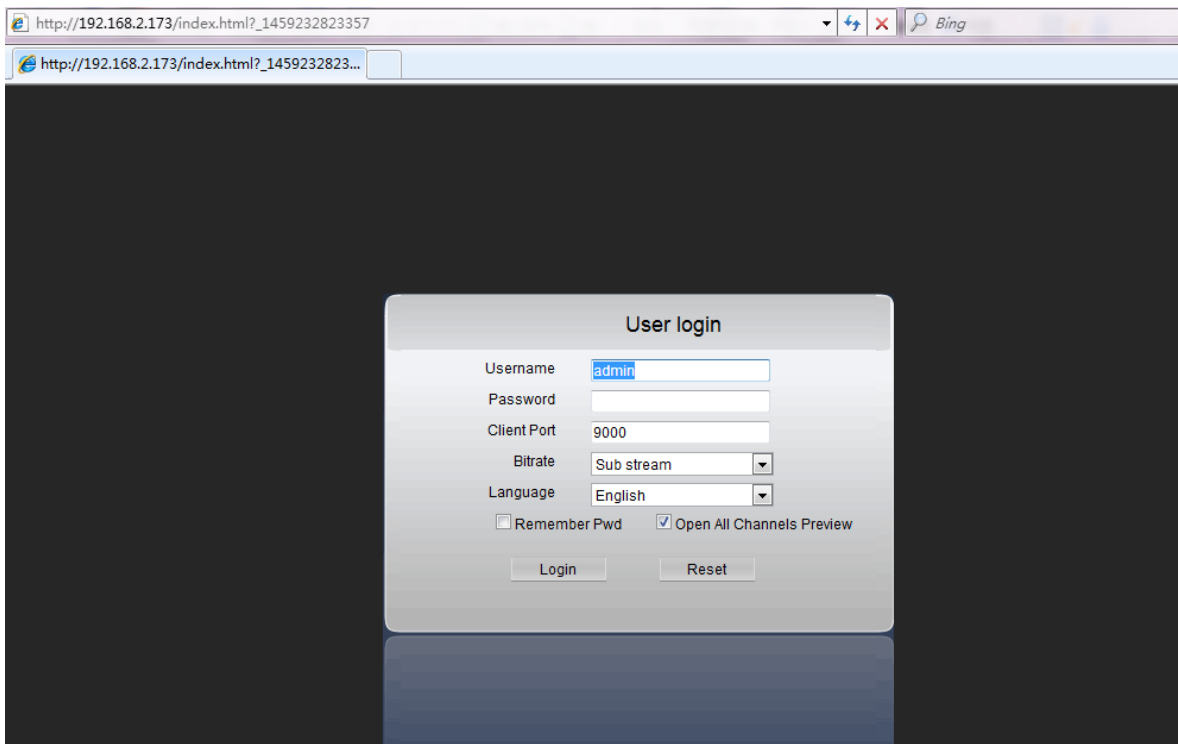 http://192.168.2.173/index.html?_1459232823357
Bing
http://192.168.2.173/index.html?_1459232823...
User login
Username admin
Password
Client Port 9000
Bitrate Sub stream
Language English
Remember Pwd Open All Channels Preview
Login Reset